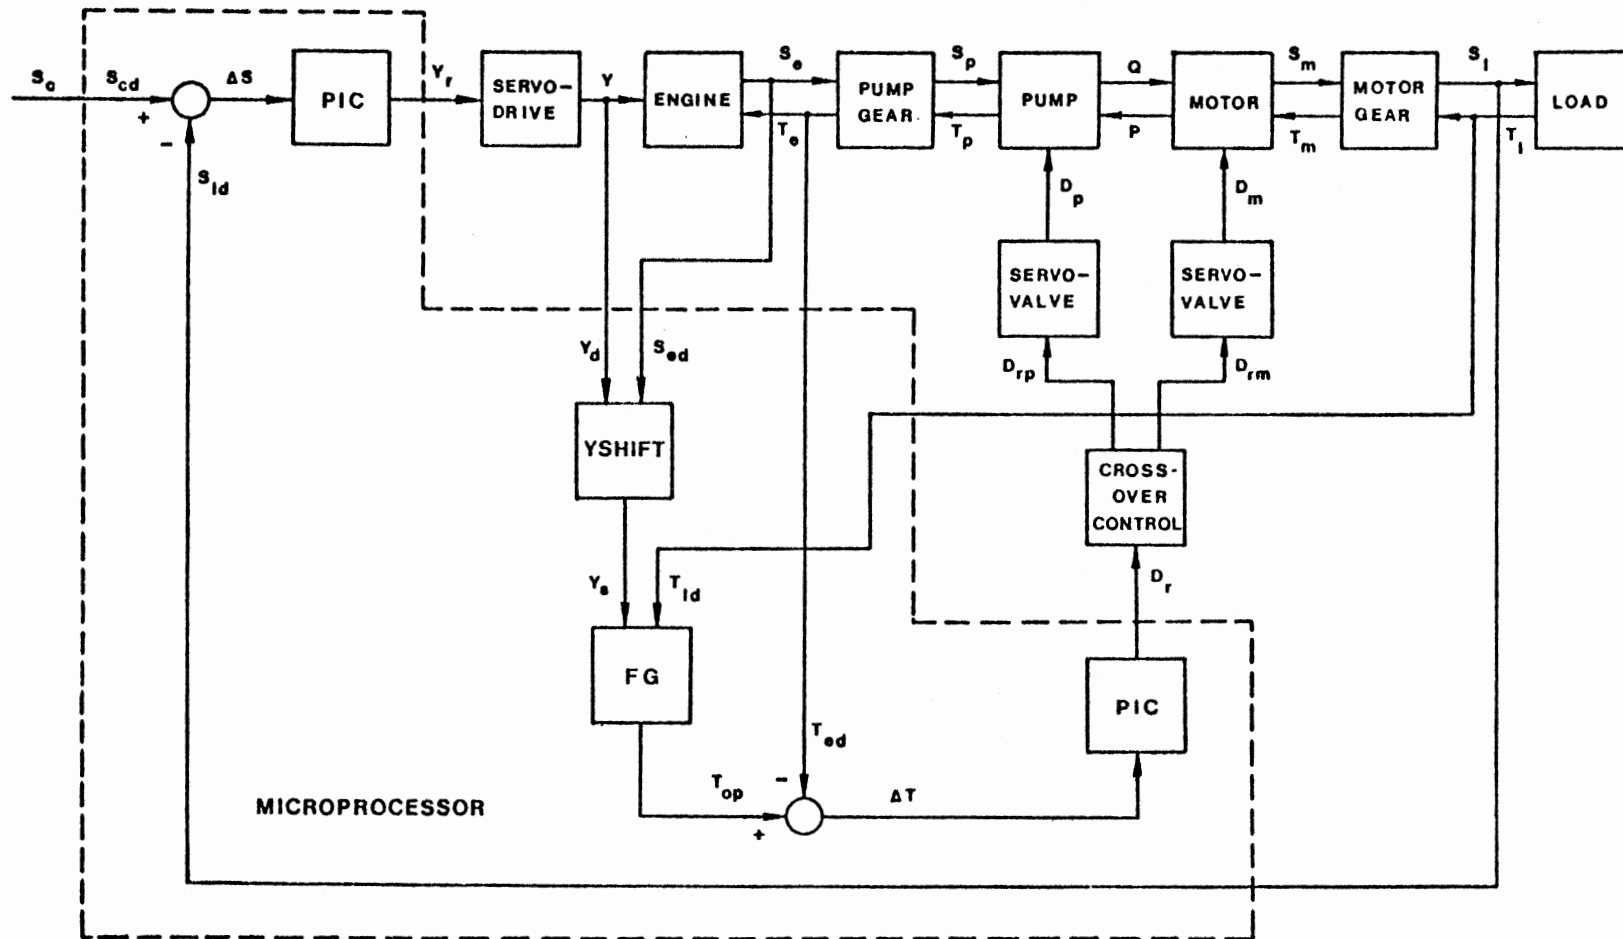 S_c
S_cd
+
-
ΔS
PIC
Y_r
SERVO-
DRIVE
Y
ENGINE
S_e
T_e
PUMP
GEAR
S_p
T_p
PUMP
Q
P
MOTOR
S_m
T_m
MOTOR
GEAR
S_l
T_l
LOAD
S_ld
D_p
D_m
SERVO-
VALVE
SERVO-
VALVE
Y_d
S_ed
D_rp
D_rm
YSHIFT
CROSS-
OVER
CONTROL
Y_s
T_ld
D_r
FG
PIC
T_ed
T_op
-
+
ΔT
MICROPROCESSOR